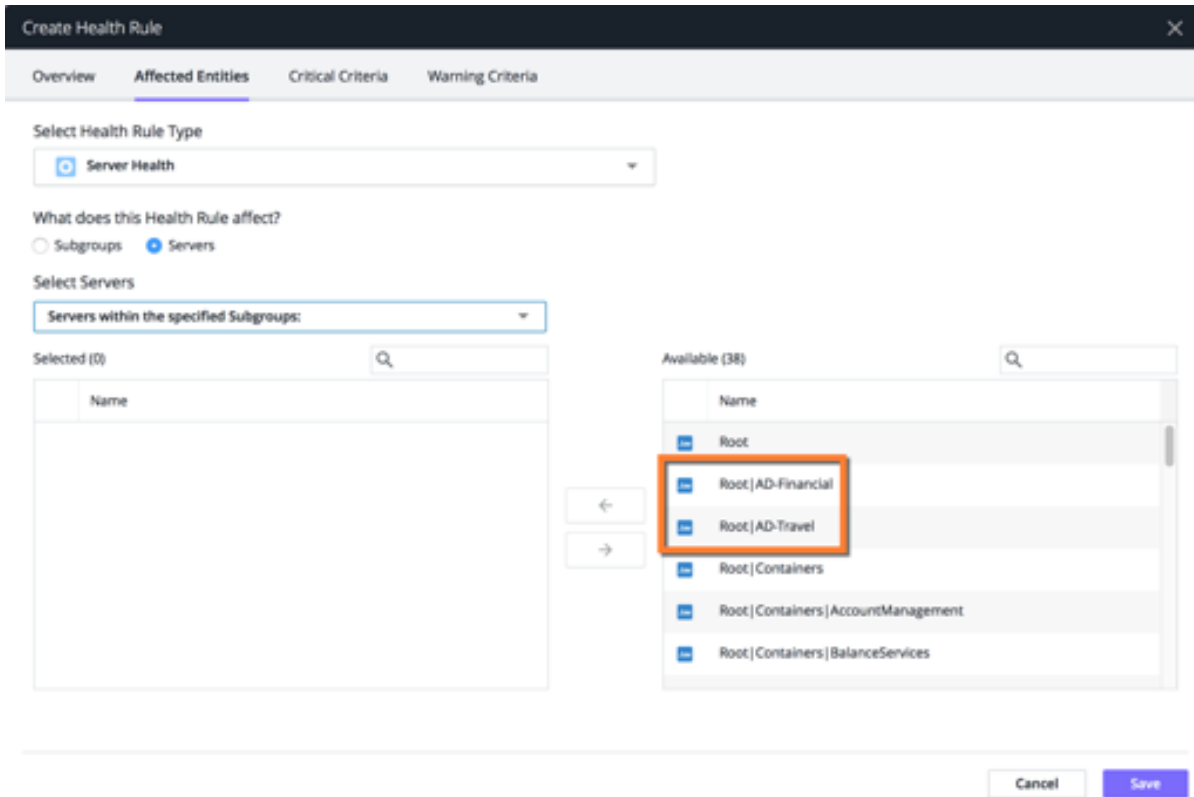 Create Health Rule
Overview Affected Entities Critical Criteria Warning Criteria
Select Health Rule Type
Server Health
What does this Health Rule affect?
Subgroups Servers
Select Servers
Servers within the specified Subgroups:
Selected (0) Available (38)
Name Name
Root
Root|AD-Financial
Root|AD-Travel
Root|Containers
Root|Containers|AccountManagement
Root|Containers|BalanceServices
Cancel Save